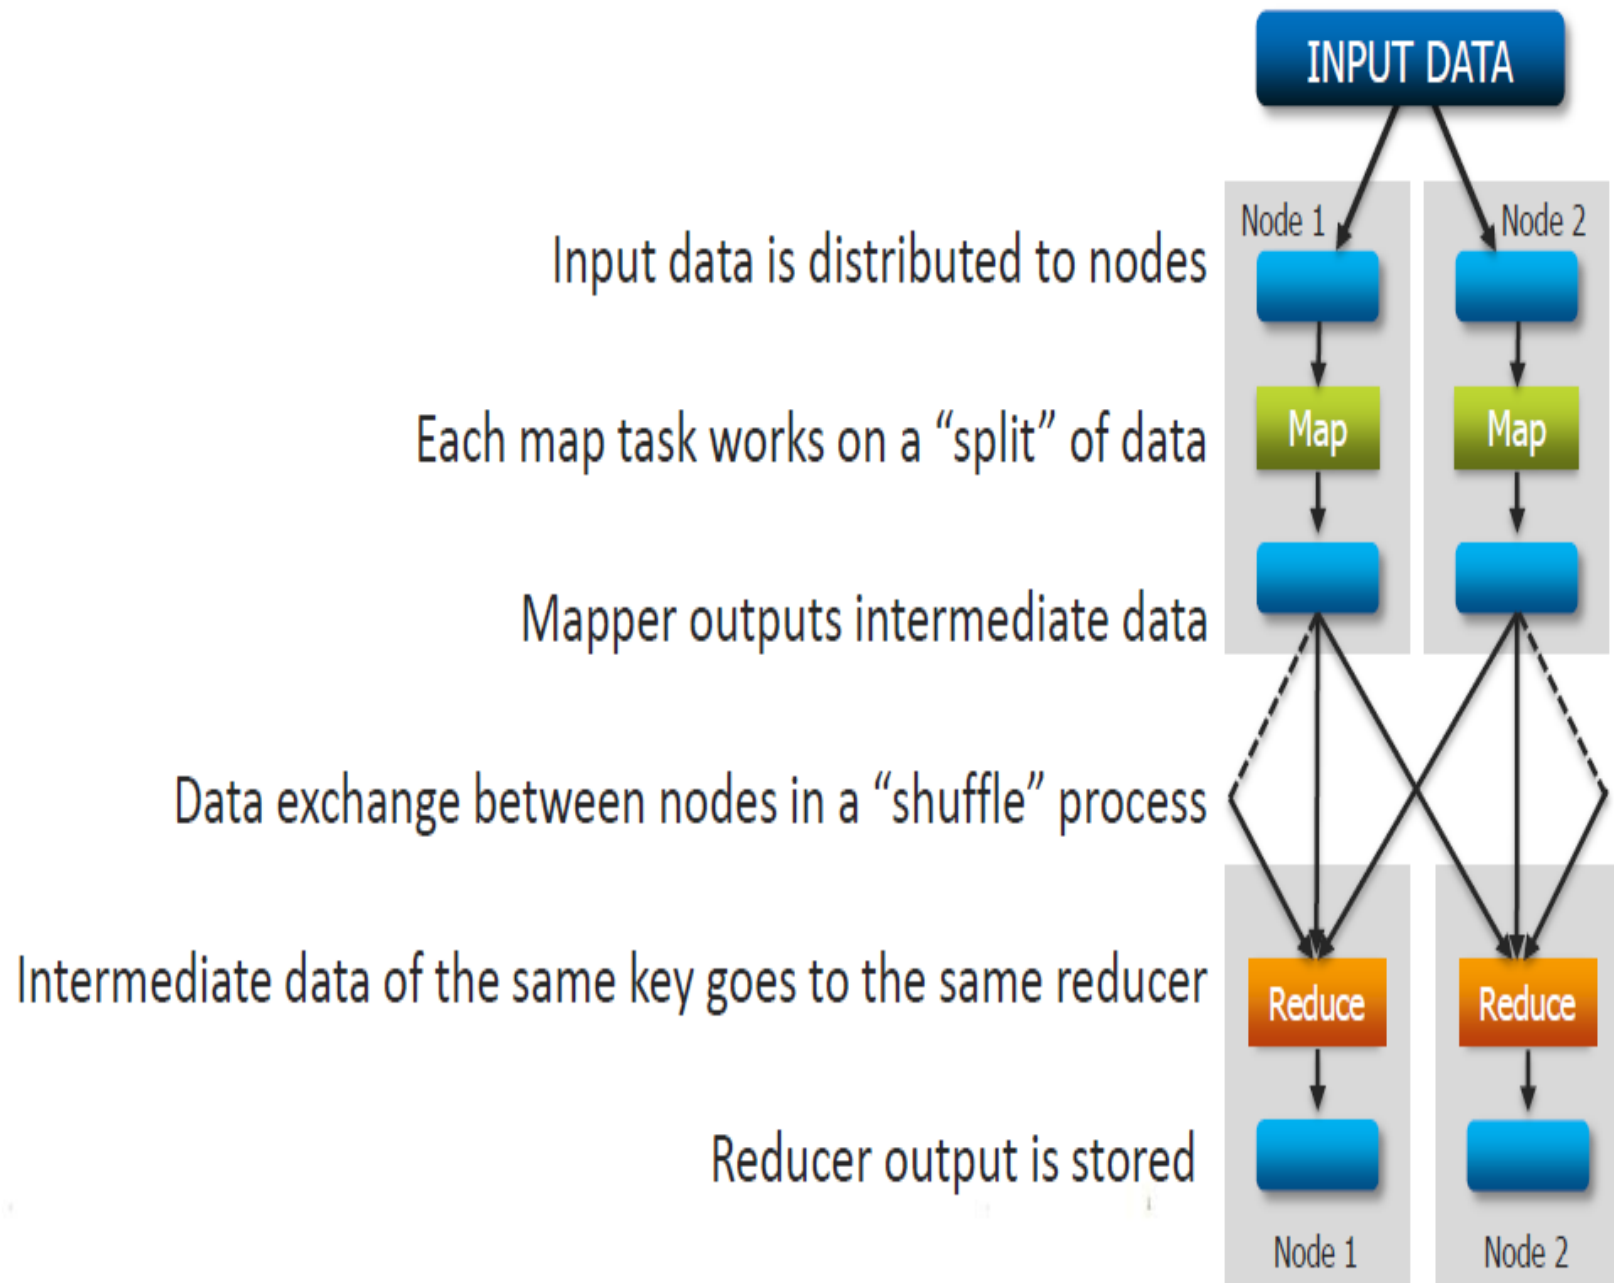 INPUT DATA
Node 1
Node 2
Input data is distributed to nodes
Each map task works on a “split” of data
Map
Map
Mapper outputs intermediate data
Data exchange between nodes in a “shuffle” process
Intermediate data of the same key goes to the same reducer
Reduce
Reduce
Reducer output is stored
Node 1
Node 2